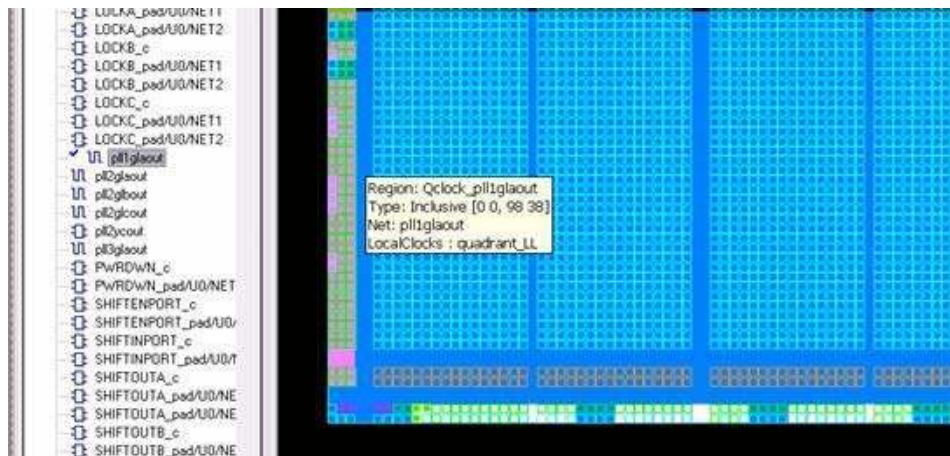 LOCKA_pad/U0/NET1
LOCKA_pad/U0/NET2
LOCKB_c
LOCKB_pad/U0/NET1
LOCKB_pad/U0/NET2
LOCKC_c
LOCKC_pad/U0/NET1
LOCKC_pad/U0/NET2
pll1glaout
pll2glaout
pll2glbout
pll2glcout
pll2ycout
pll3glaout
PWRDWN_c
PWRDWN_pad/U0/NET
SHIFTENPORT_c
SHIFTENPORT_pad/U0/
SHIFTINPORT_c
SHIFTINPORT_pad/U0/
SHIFTOUTA_c
SHIFTOUTA_pad/U0/NE
SHIFTOUTA_pad/U0/NE
SHIFTOUTB_c
SHIFTOUTB_pad/U0/NE
Region: Qclock_pll1glaout
Type: Inclusive [0 0, 98 38]
Net: pll1glaout
LocalClocks : quadrant_LL